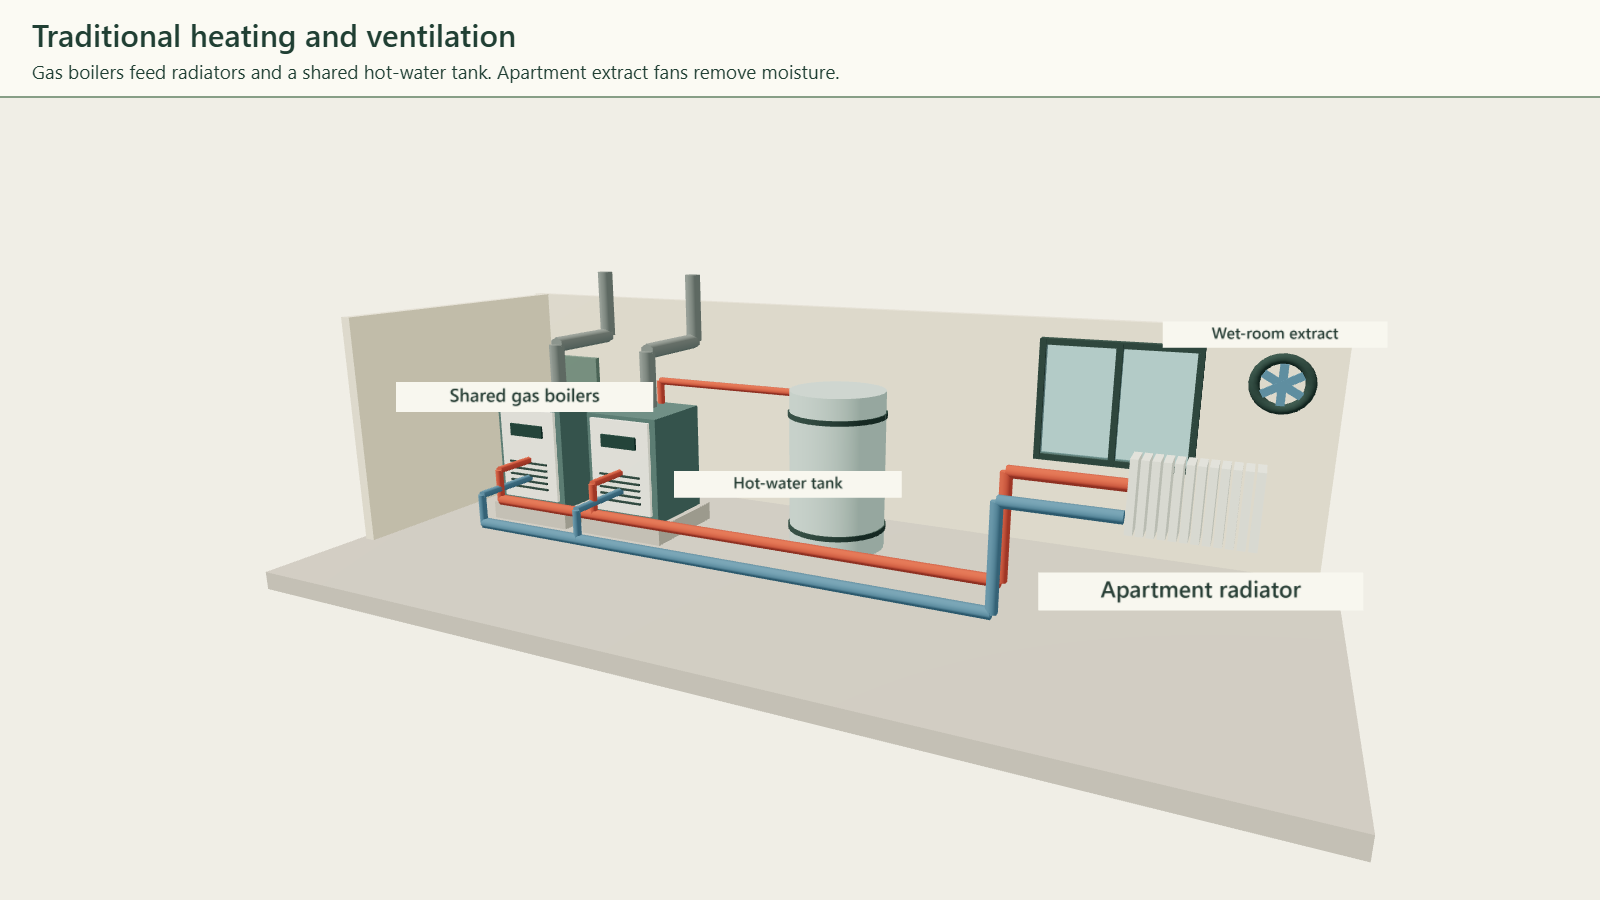 Traditional heating and ventilation
Gas boilers feed radiators and a shared hot-water tank. Apartment extract fans remove moisture.
Wet-room extract
Shared gas boilers
Hot-water tank
Apartment radiator